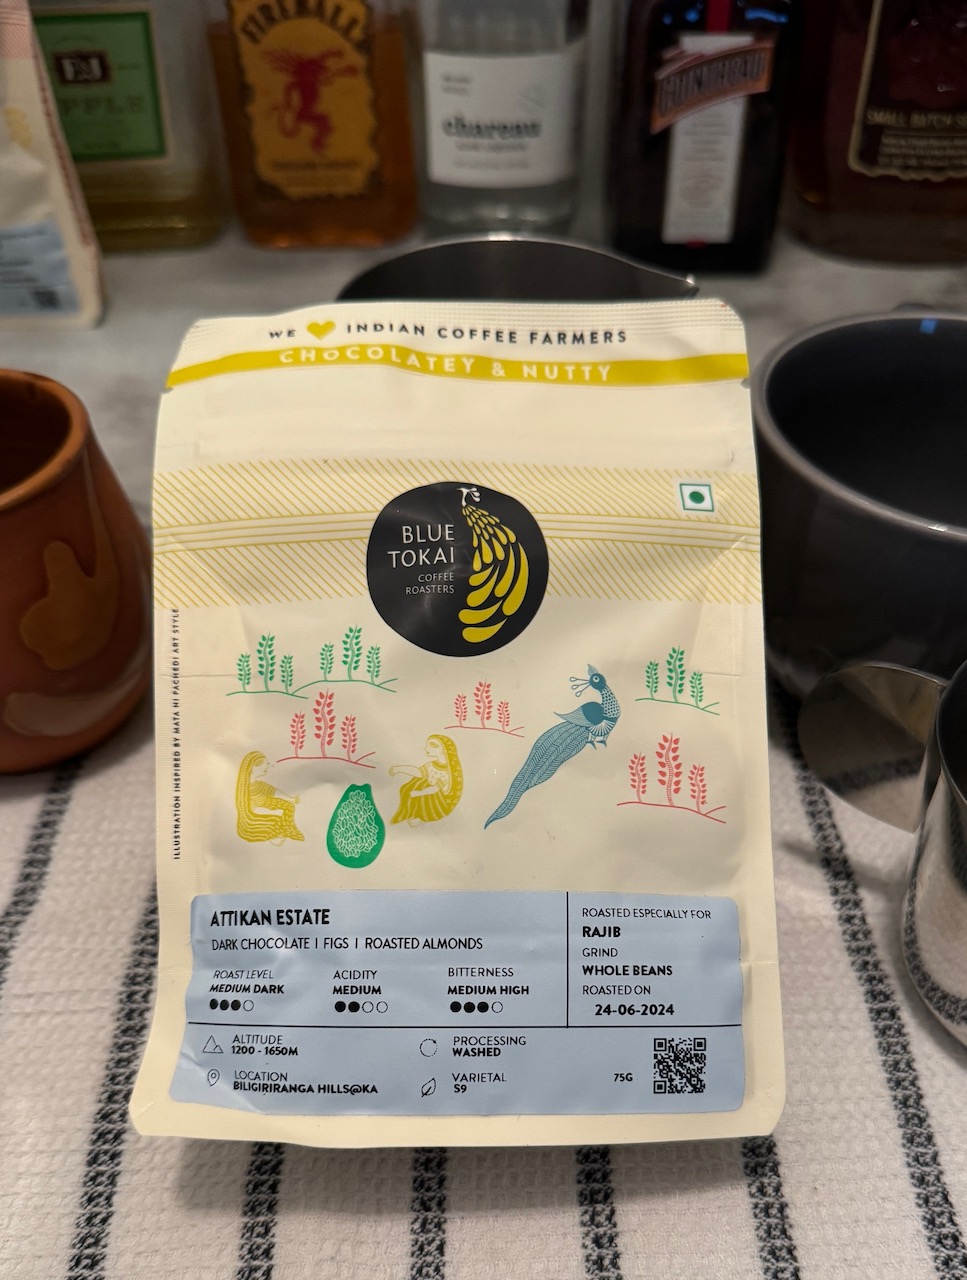 APPLE
FIREBALL
chareau
COINTREAU
SMALL BATCH
WE INDIAN COFFEE FARMERS
CHOCOLATEY & NUTTY
BLUE
TOKAI
COFFEE
ROASTERS
ILLUSTRATION INSPIRED BY MATA NI PACHEDI ART STYLE
ATTIKAN ESTATE
DARK CHOCOLATE | FIGS | ROASTED ALMONDS
ROAST LEVEL
MEDIUM DARK
ACIDITY
MEDIUM
BITTERNESS
MEDIUM HIGH
ROASTED ESPECIALLY FOR
RAJIB
GRIND
WHOLE BEANS
ROASTED ON
24-06-2024
ALTITUDE
1200 - 1650M
PROCESSING
WASHED
LOCATION
BILIGIRIRANGA HILLS@KA
VARIETAL
S9
75G